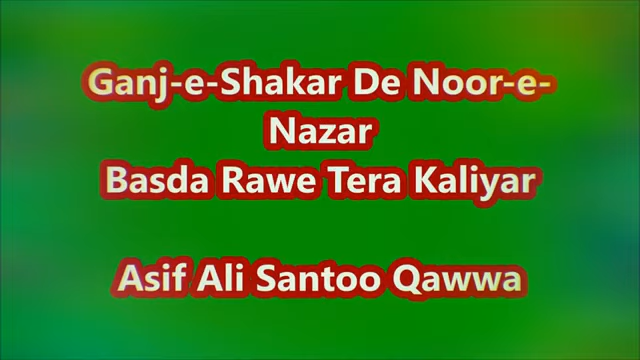 Ganj-e-Shakar De Noor-e-
Nazar
Basda Rawe Tera Kaliyar
Asif Ali Santoo Qawwa